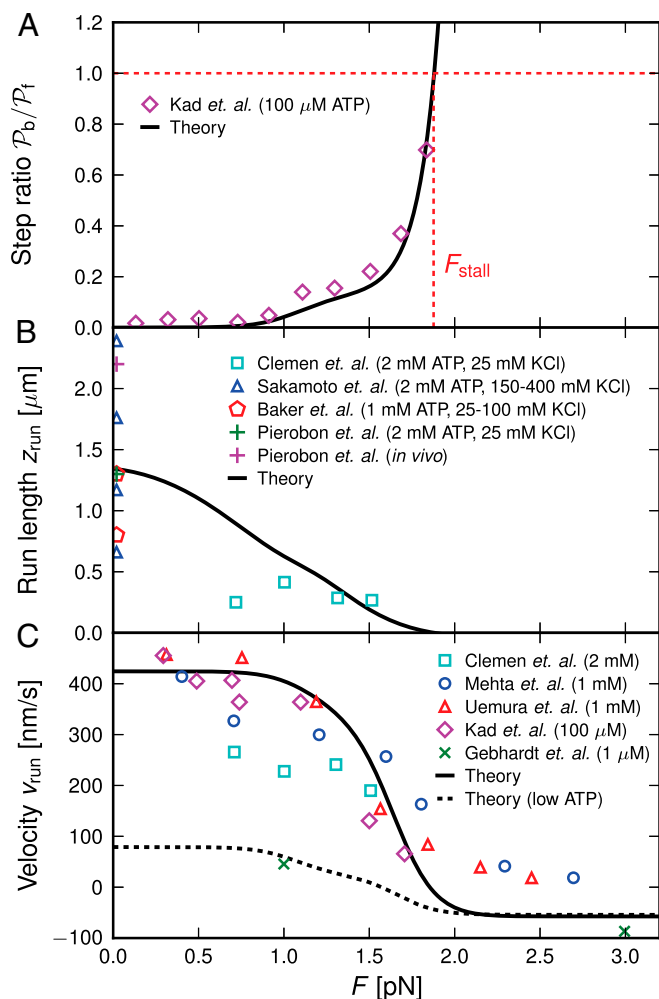 A
Step ratio 𝒫b/𝒫f
1.2
1.0
0.8
0.6
0.4
0.2
0.0
Kad et. al. (100 μM ATP)
Theory
Fstall
B
Run length zrun [μm]
2.0
1.5
1.0
0.5
0.0
Clemen et. al. (2 mM ATP, 25 mM KCl)
Sakamoto et. al. (2 mM ATP, 150-400 mM KCl)
Baker et. al. (1 mM ATP, 25-100 mM KCl)
Pierobon et. al. (2 mM ATP, 25 mM KCl)
Pierobon et. al. (in vivo)
Theory
C
Velocity vrun [nm/s]
400
300
200
100
0
−100
Clemen et. al. (2 mM)
Mehta et. al. (1 mM)
Uemura et. al. (1 mM)
Kad et. al. (100 μM)
Gebhardt et. al. (1 μM)
Theory
Theory (low ATP)
0.0 0.5 1.0 1.5 2.0 2.5 3.0
F [pN]